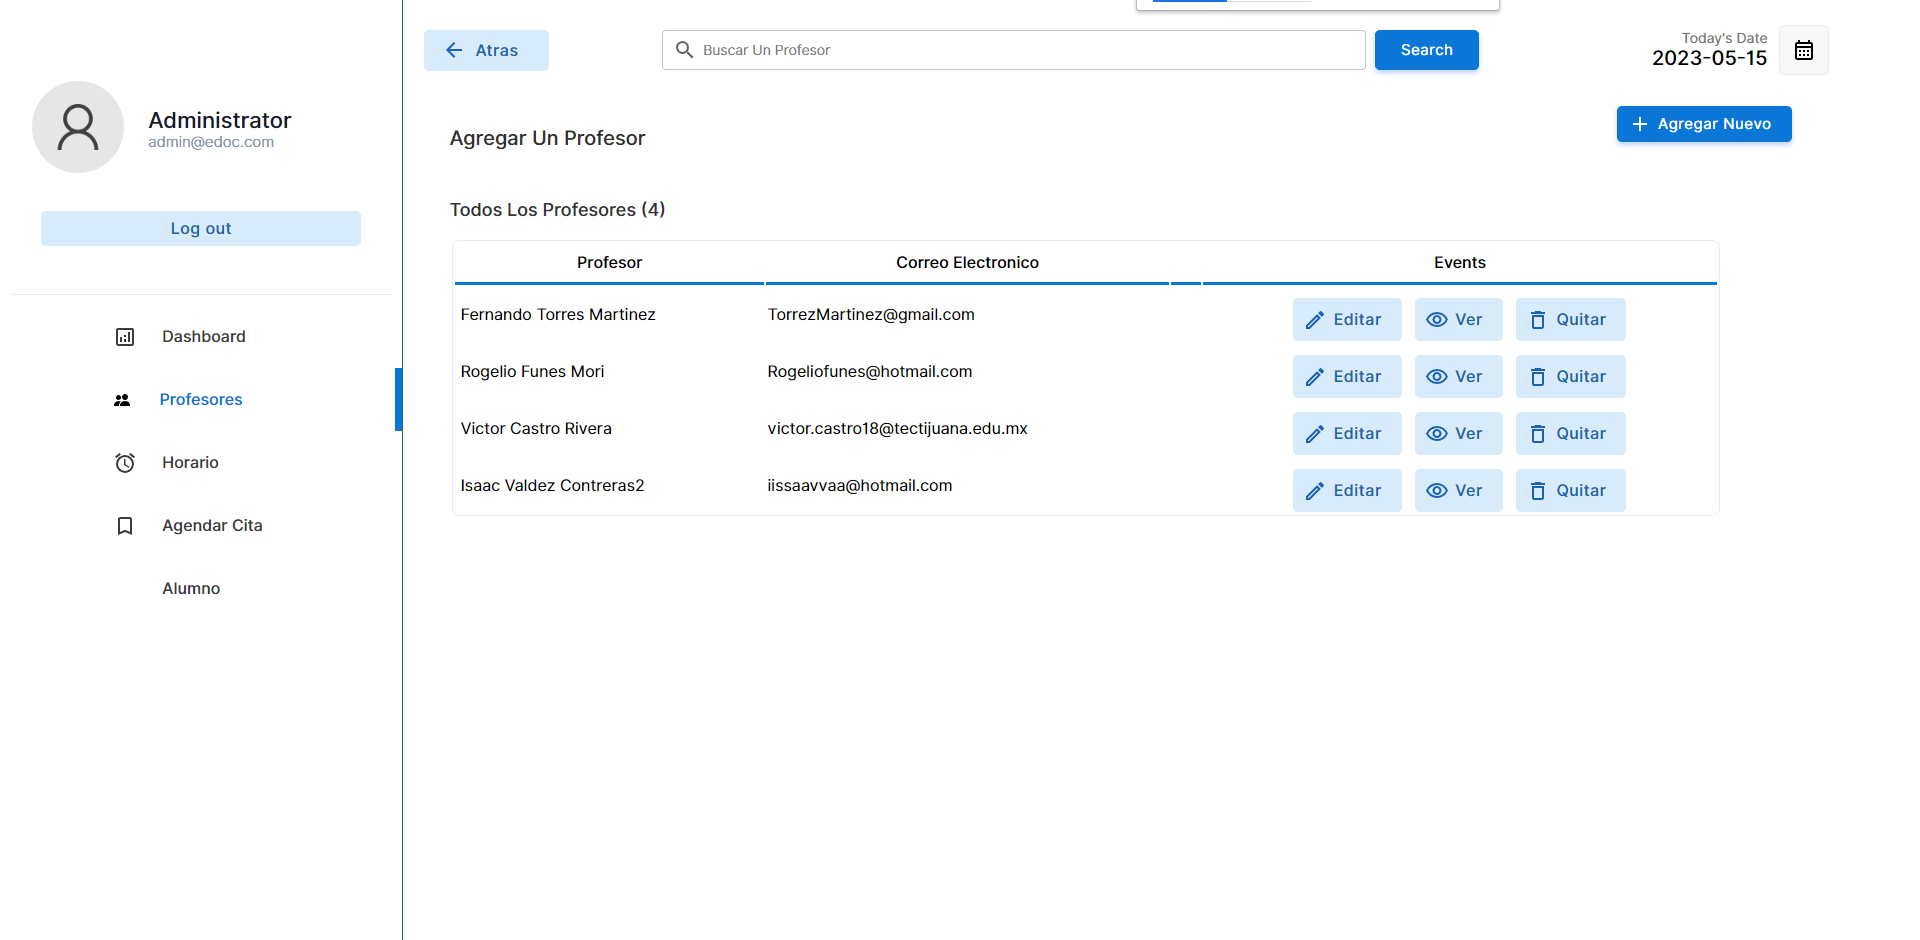 Administrator
admin@edoc.com
Log out
Dashboard
Profesores
Horario
Agendar Cita
Alumno
Atras
Buscar Un Profesor
Search
Today's Date
2023-05-15
Agregar Un Profesor
Agregar Nuevo
Todos Los Profesores (4)
Profesor Correo Electronico Events
Fernando Torres Martinez TorrezMartinez@gmail.com Editar Ver Quitar
Rogelio Funes Mori Rogeliofunes@hotmail.com Editar Ver Quitar
Victor Castro Rivera victor.castro18@tectijuana.edu.mx Editar Ver Quitar
Isaac Valdez Contreras2 iissaavvaa@hotmail.com Editar Ver Quitar